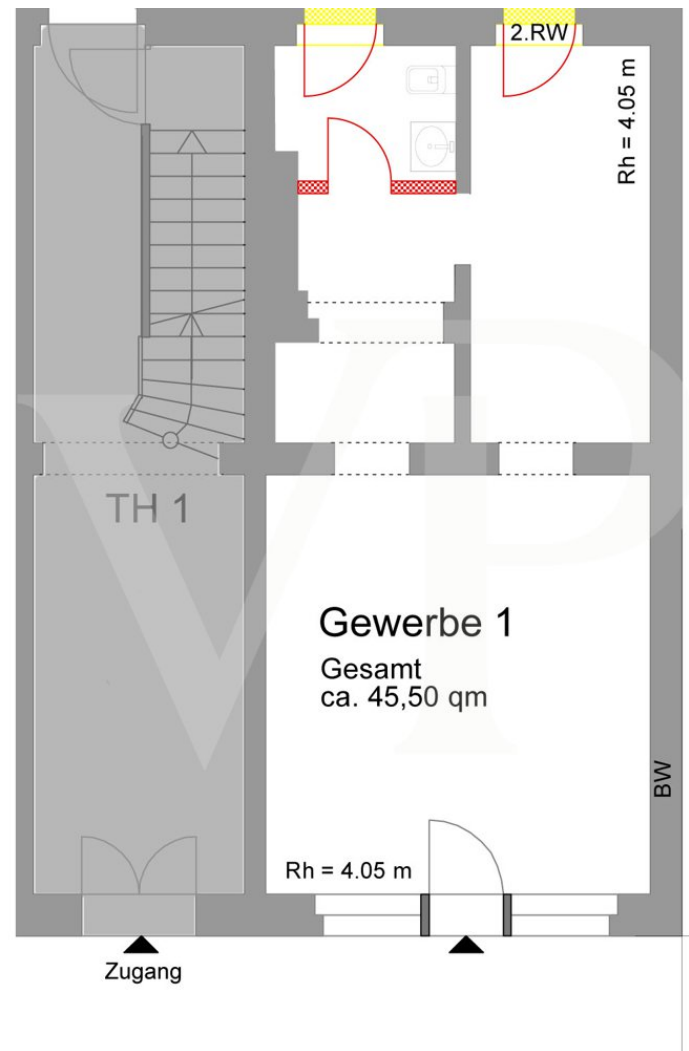 2.RW
Rh = 4.05 m
TH 1
Gewerbe 1
Gesamt
ca. 45,50 qm
BW
Rh = 4.05 m
Zugang
VP